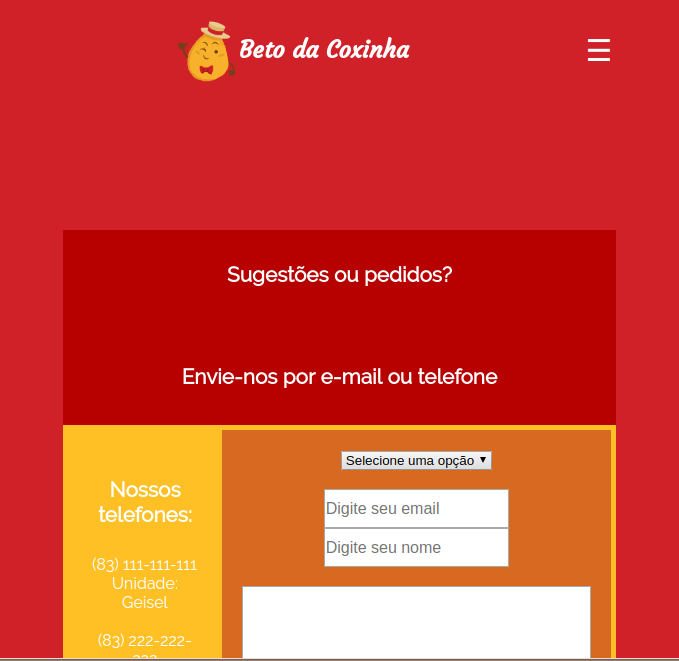 Beto da Coxinha
☰
Sugestões ou pedidos?
Envie-nos por e-mail ou telefone
Nossos
telefones:
(83) 111-111-111
Unidade:
Geisel
(83) 222-222-
222
Selecione uma opção
Digite seu email
Digite seu nome